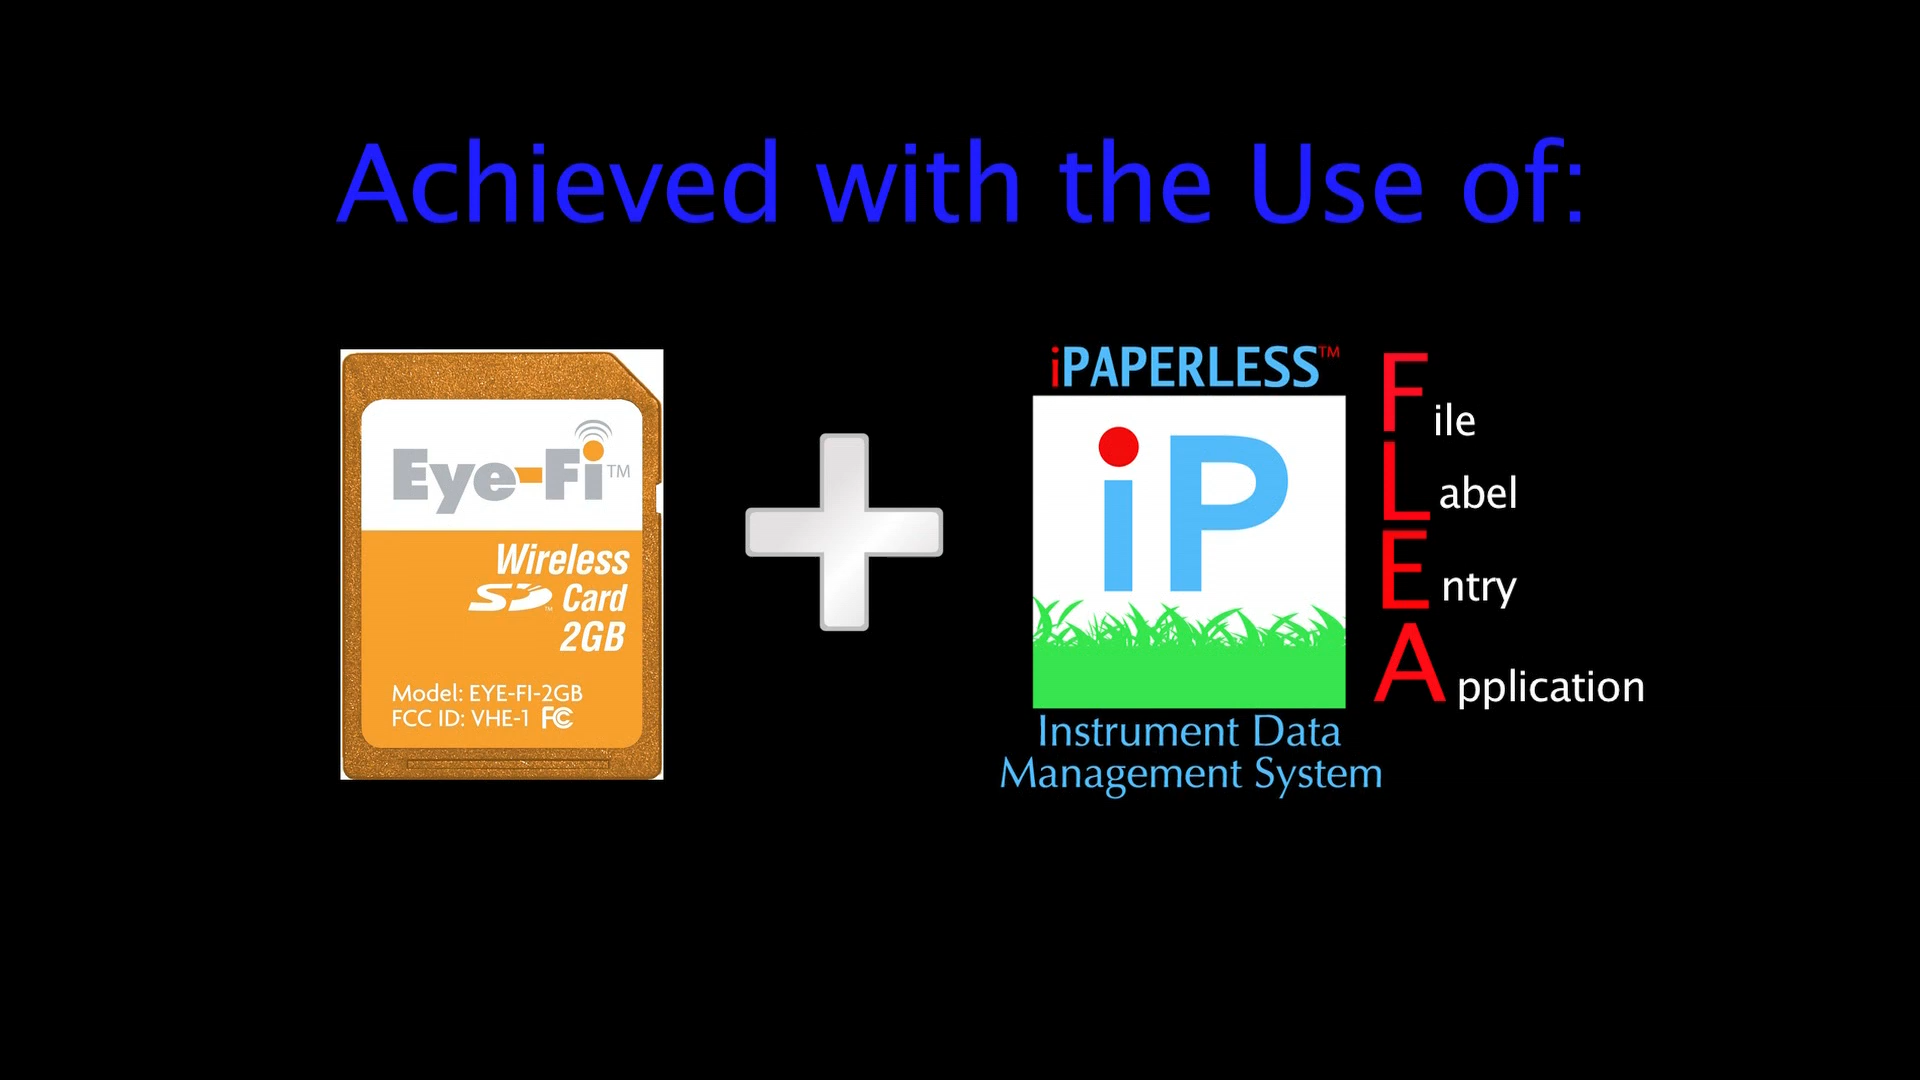 Achieved with the Use of:
Eye-Fi™
Wireless
SD™ Card
2GB
Model: EYE-FI-2GB
FCC ID: VHE-1 FC
iPAPERLESS™
iP
Instrument Data
Management System
File
Label
Entry
Application